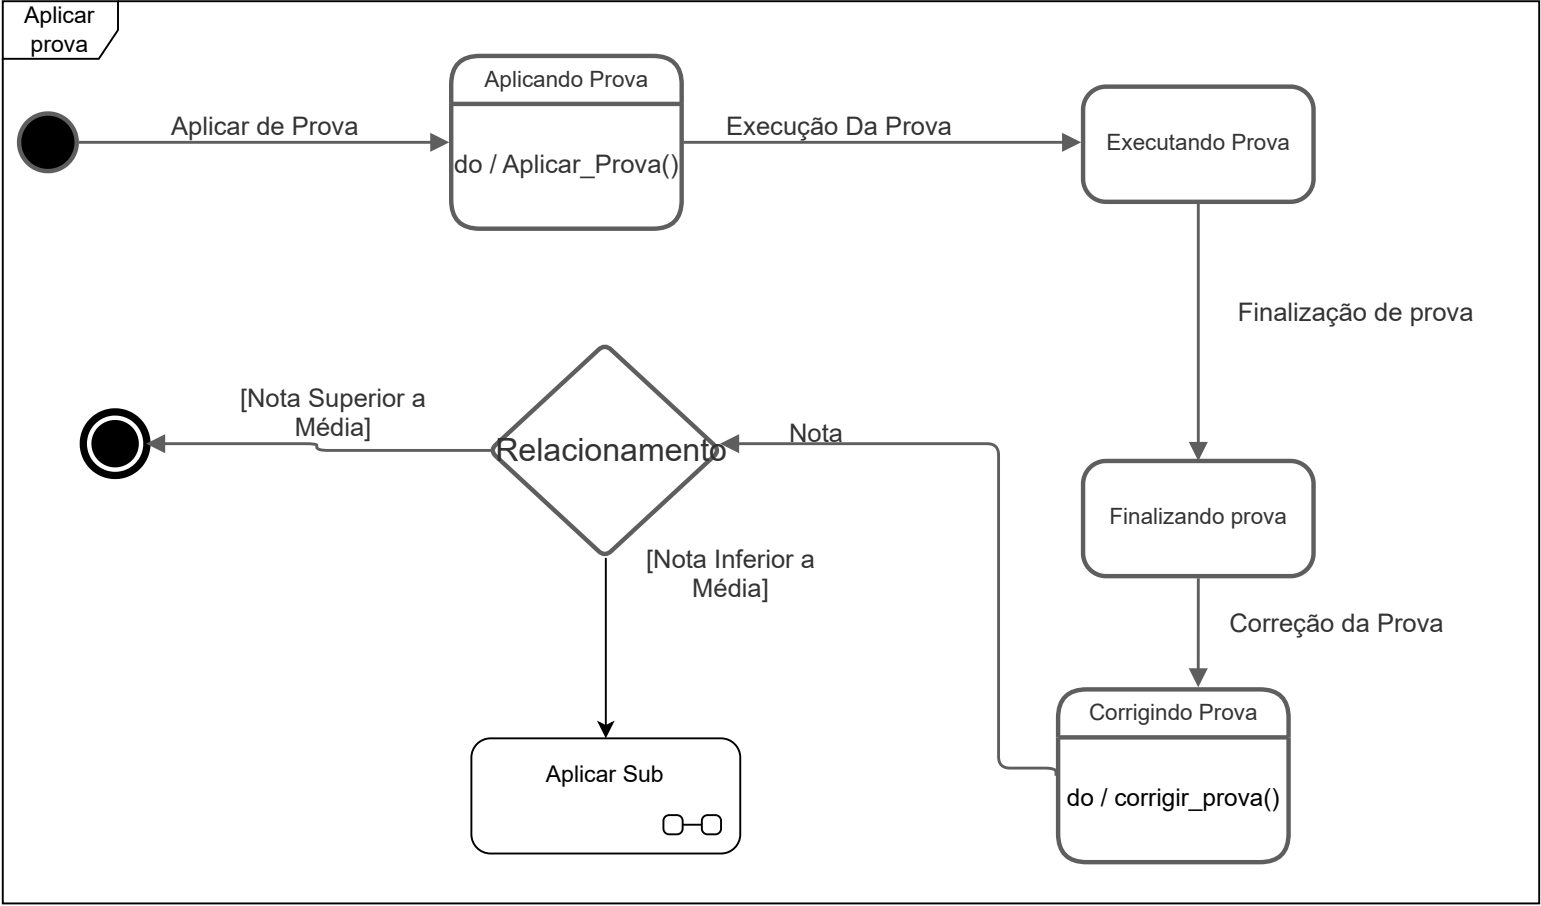 Aplicar
prova
Aplicando Prova
Aplicar de Prova
Execução Da Prova
Executando Prova
do / Aplicar_Prova()
Finalização de prova
[Nota Superior a
Média]
Relacionamento
Nota
Finalizando prova
[Nota Inferior a
Média]
Correção da Prova
Corrigindo Prova
Aplicar Sub
do / corrigir_prova()